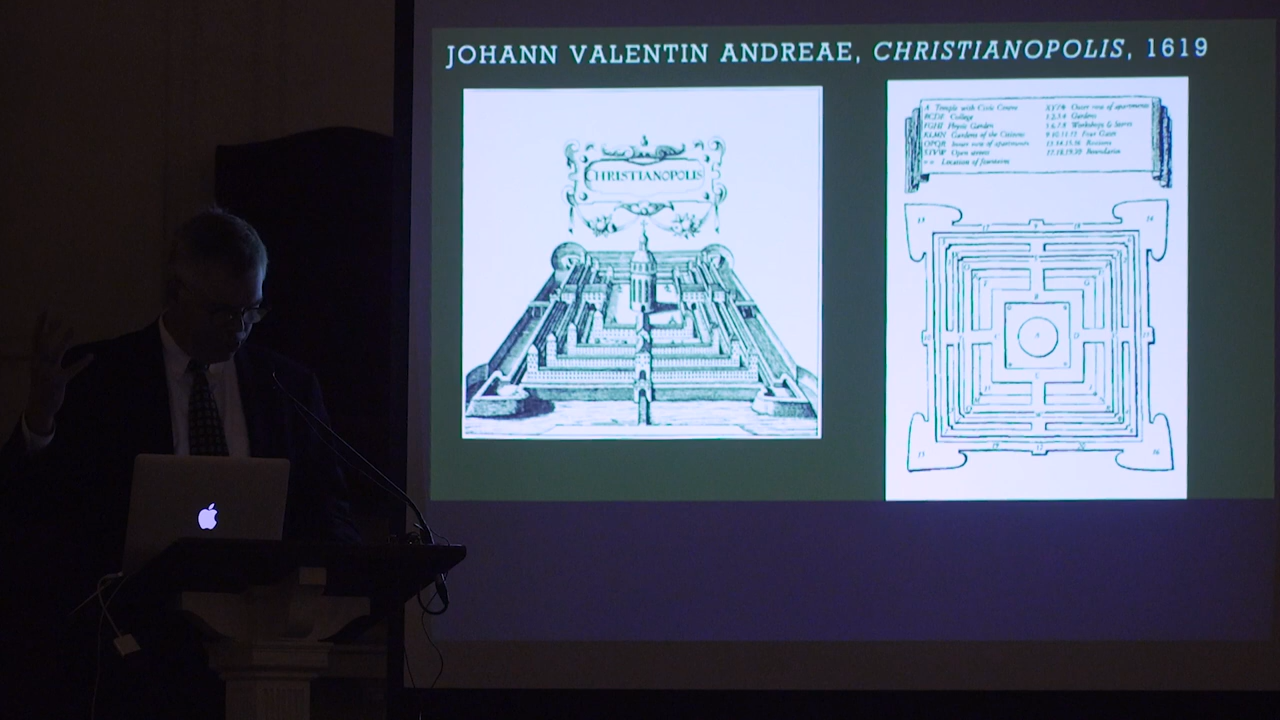 JOHANN VALENTIN ANDREAE, CHRISTIANOPOLIS, 1619
CHRISTIANOPOLIS
A Temple with Civic Centre
BCDE College
FGHI Physic Garden
KLMN Gardens of the Citizens
OPQR Inner row of apartments
STVW Open streets
Location of fountains
Outer row of apartments
1.2.3.4 Gardens
5.6.7.8 Workshops & Stores
9.10.11.12 Four Gates
13.14.15.16 Bastions
17.18.19.20 Boundaries